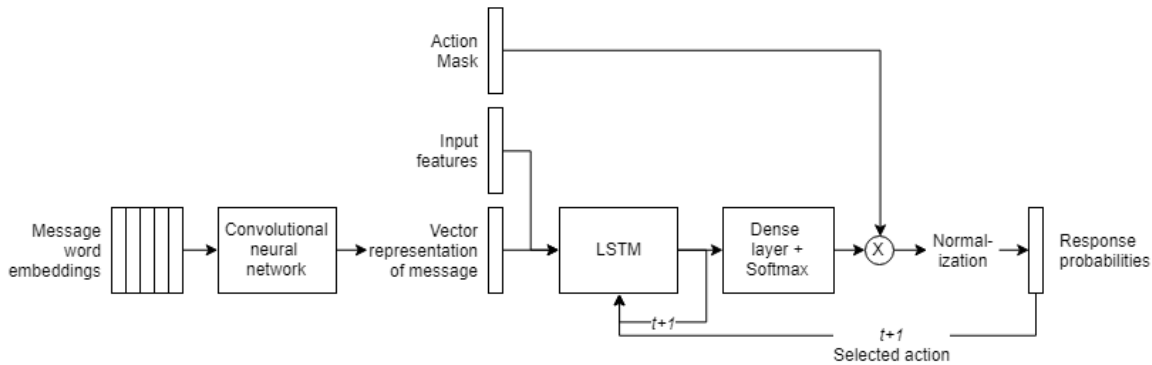 Action
Mask
Input
features
Message
word
embeddings
Convolutional
neural
network
Vector
representation
of message
LSTM
Dense
layer +
Softmax
X
Normal-
ization
Response
probabilities
t+1
t+1
Selected action